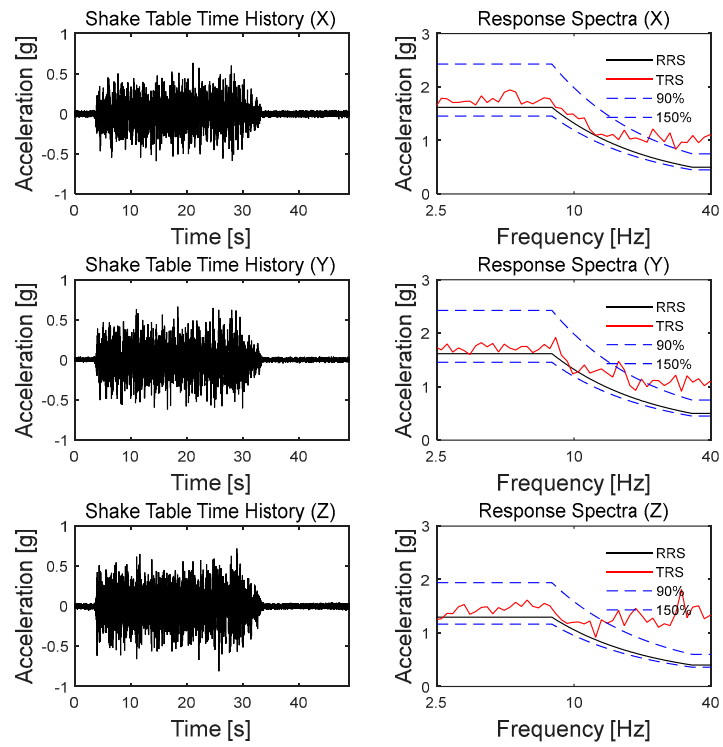 Shake Table Time History (X)
Acceleration [g]
1
0.5
0
-0.5
-1
0 10 20 30 40
Time [s]
Response Spectra (X)
3
2
1
0
RRS
TRS
90%
150%
2.5 10 40
Frequency [Hz]
Shake Table Time History (Y)
Acceleration [g]
1
0.5
0
-0.5
-1
0 10 20 30 40
Time [s]
Response Spectra (Y)
Acceleration [g]
3
2
1
0
RRS
TRS
90%
150%
2.5 10 40
Frequency [Hz]
Shake Table Time History (Z)
Acceleration [g]
1
0.5
0
-0.5
-1
0 10 20 30 40
Time [s]
Response Spectra (Z)
Acceleration [g]
3
2
1
0
RRS
TRS
90%
150%
2.5 10 40
Frequency [Hz]
Acceleration [g]